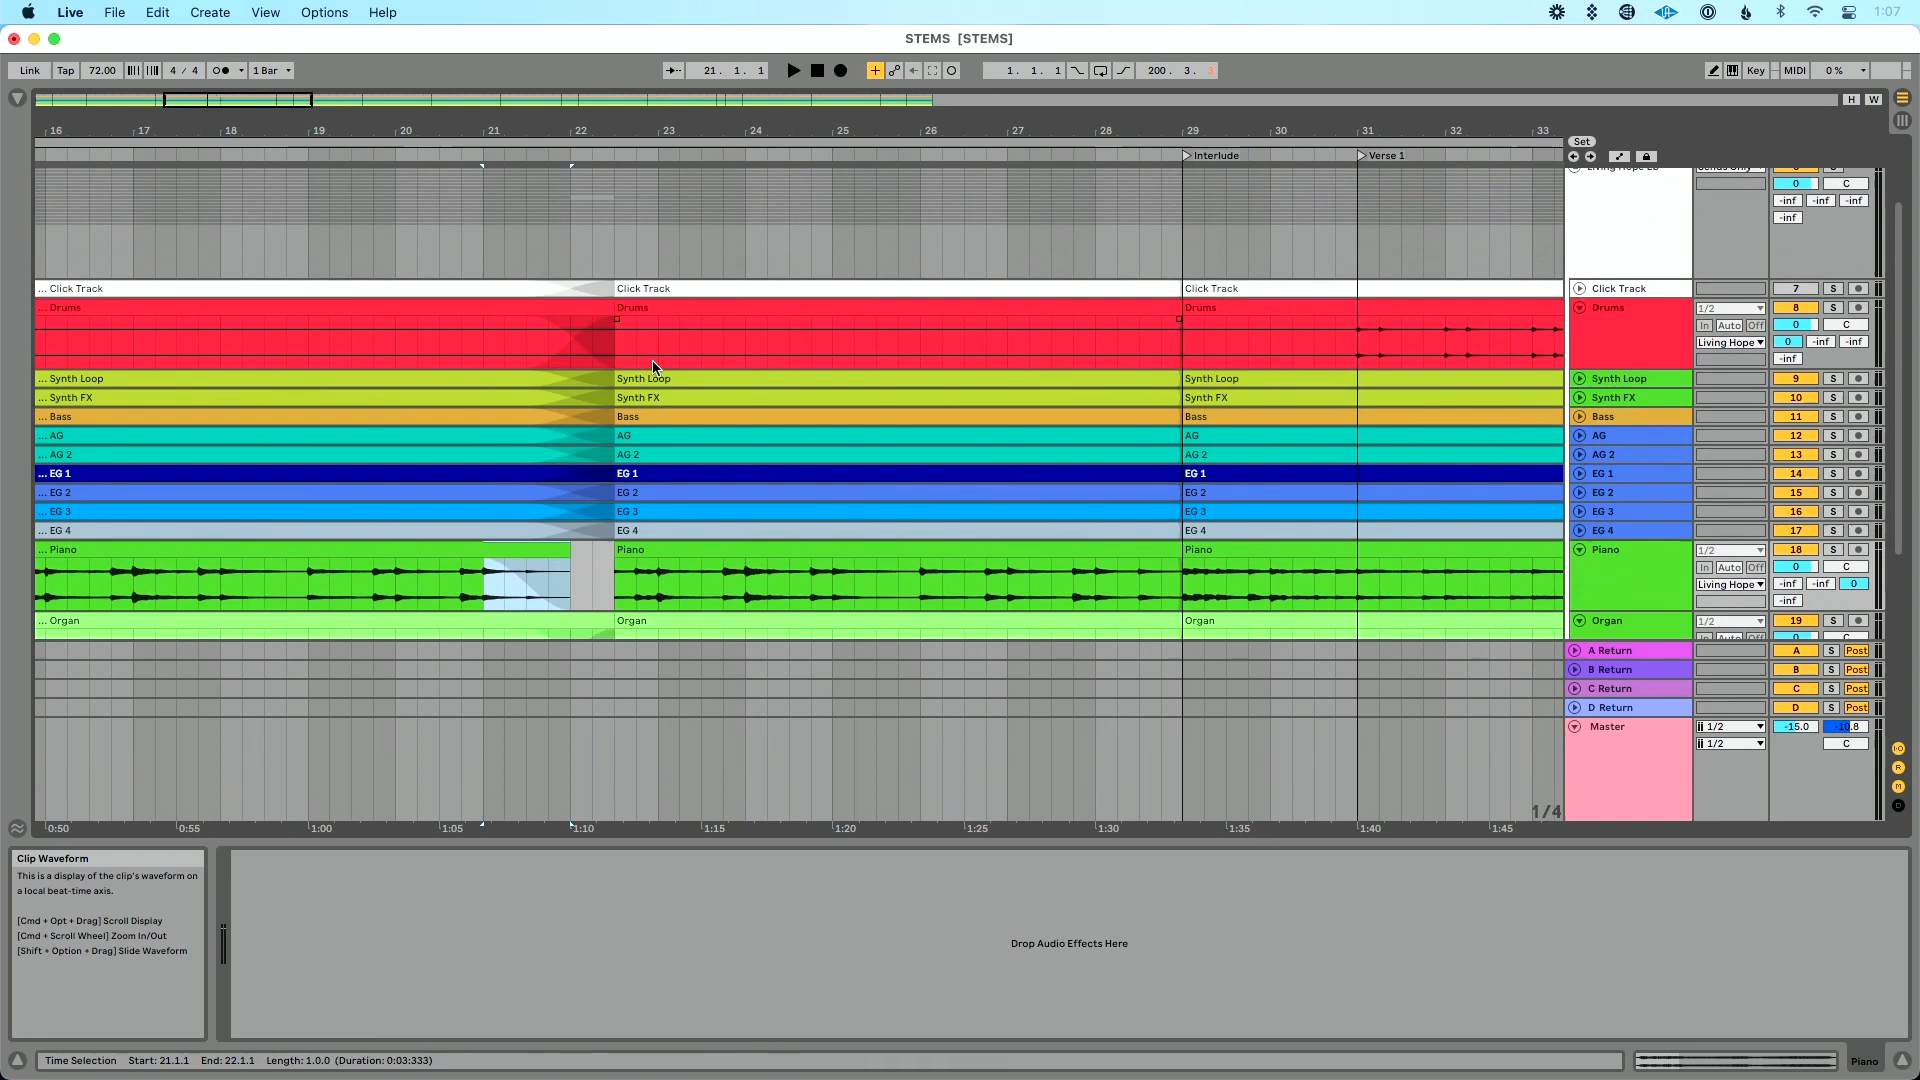 Live File Edit Create View Options Help 1:07
STEMS [STEMS]
Link Tap 72.00 4 / 4 1 Bar 21. 1. 1 1. 1. 1 200. 3. 3 Key MIDI 0 %
H W
16 17 18 19 20 21 22 23 24 25 26 27 28 29 30 31 32 33
Set
Interlude Verse 1
0 C
-inf -inf -inf
-inf
... Click Track Click Track Click Track Click Track 7 S
... Drums Drums Drums Drums 1/2 8 S
In Auto Off 0 C
Living Hope 0 -inf -inf
-inf
... Synth Loop Synth Loop Synth Loop Synth Loop 9 S
... Synth FX Synth FX Synth FX Synth FX 10 S
... Bass Bass Bass Bass 11 S
... AG AG AG AG 12 S
... AG 2 AG 2 AG 2 AG 2 13 S
... EG 1 EG 1 EG 1 EG 1 14 S
... EG 2 EG 2 EG 2 EG 2 15 S
... EG 3 EG 3 EG 3 EG 3 16 S
... EG 4 EG 4 EG 4 EG 4 17 S
... Piano Piano Piano Piano 1/2 18 S
In Auto Off 0 C
Living Hope -inf -inf 0
-inf
... Organ Organ Organ Organ 1/2 19 S
A Return A S Post
B Return B S Post
C Return C S Post
D Return D S Post
Master 1/2 -15.0 -10.8
1/2 C
1/4
0:50 0:55 1:00 1:05 1:10 1:15 1:20 1:25 1:30 1:35 1:40 1:45
Clip Waveform
This is a display of the clip's waveform on
a local beat-time axis.
[Cmd + Opt + Drag] Scroll Display
[Cmd + Scroll Wheel] Zoom In/Out
[Shift + Option + Drag] Slide Waveform
Drop Audio Effects Here
Time Selection Start: 21.1.1 End: 22.1.1 Length: 1.0.0 (Duration: 0:03:333)
Piano